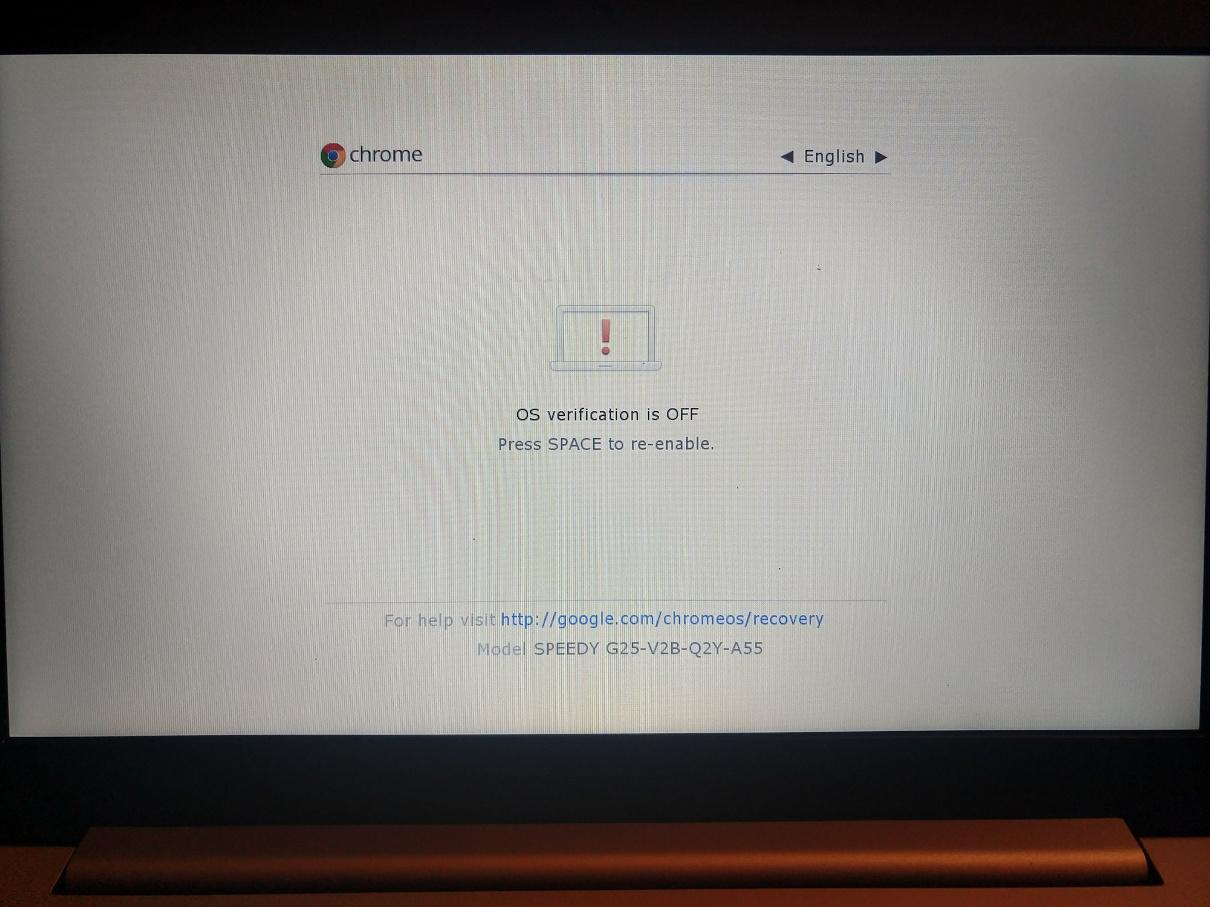 chrome
◀ English ▶
!
OS verification is OFF
Press SPACE to re-enable.
For help visit http://google.com/chromeos/recovery
Model SPEEDY G25-V2B-Q2Y-A55